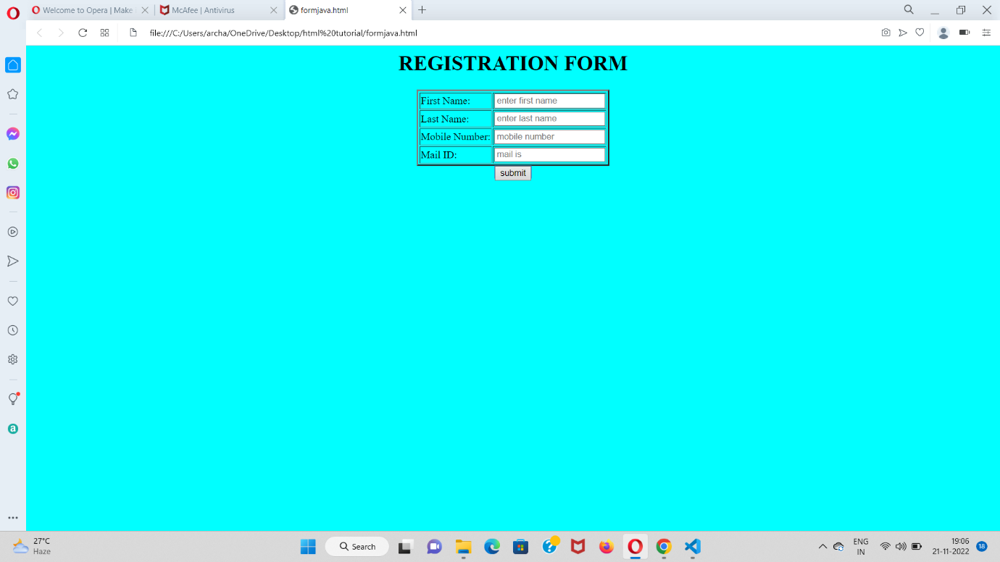 Welcome to Opera | Make
McAfee | Antivirus
formjava.html
file:///C:/Users/archa/OneDrive/Desktop/html%20tutorial/formjava.html
REGISTRATION FORM
First Name: enter first name
Last Name: enter last name
Mobile Number: mobile number
Mail ID: mail is
submit
a
27°C
Haze
Search
ENG
IN
19:06
21-11-2022
18